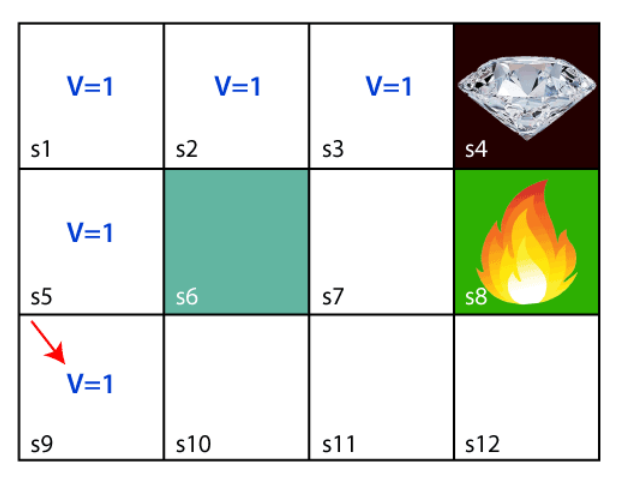 V=1 V=1 V=1
s1 s2 s3 s4
V=1
s5 s6 s7 s8
V=1
s9 s10 s11 s12